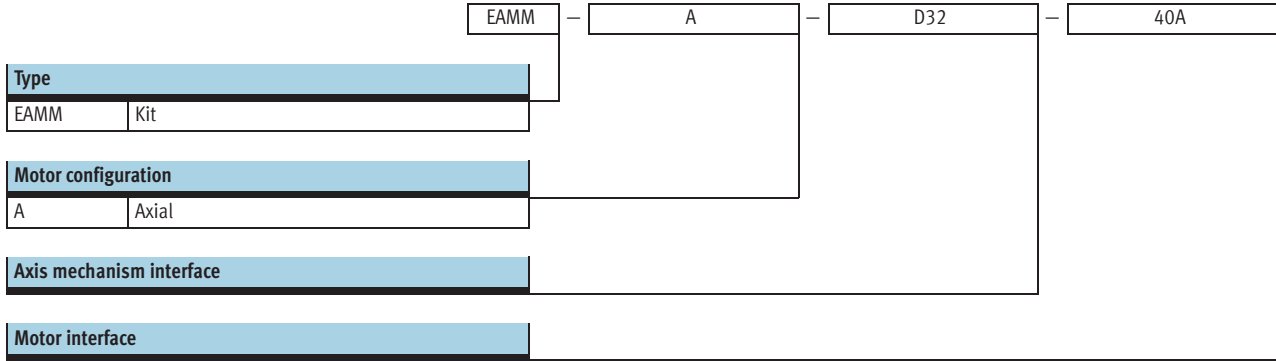 EAMM – A – D32 – 40A
Type
EAMM Kit
Motor configuration
A Axial
Axis mechanism interface
Motor interface